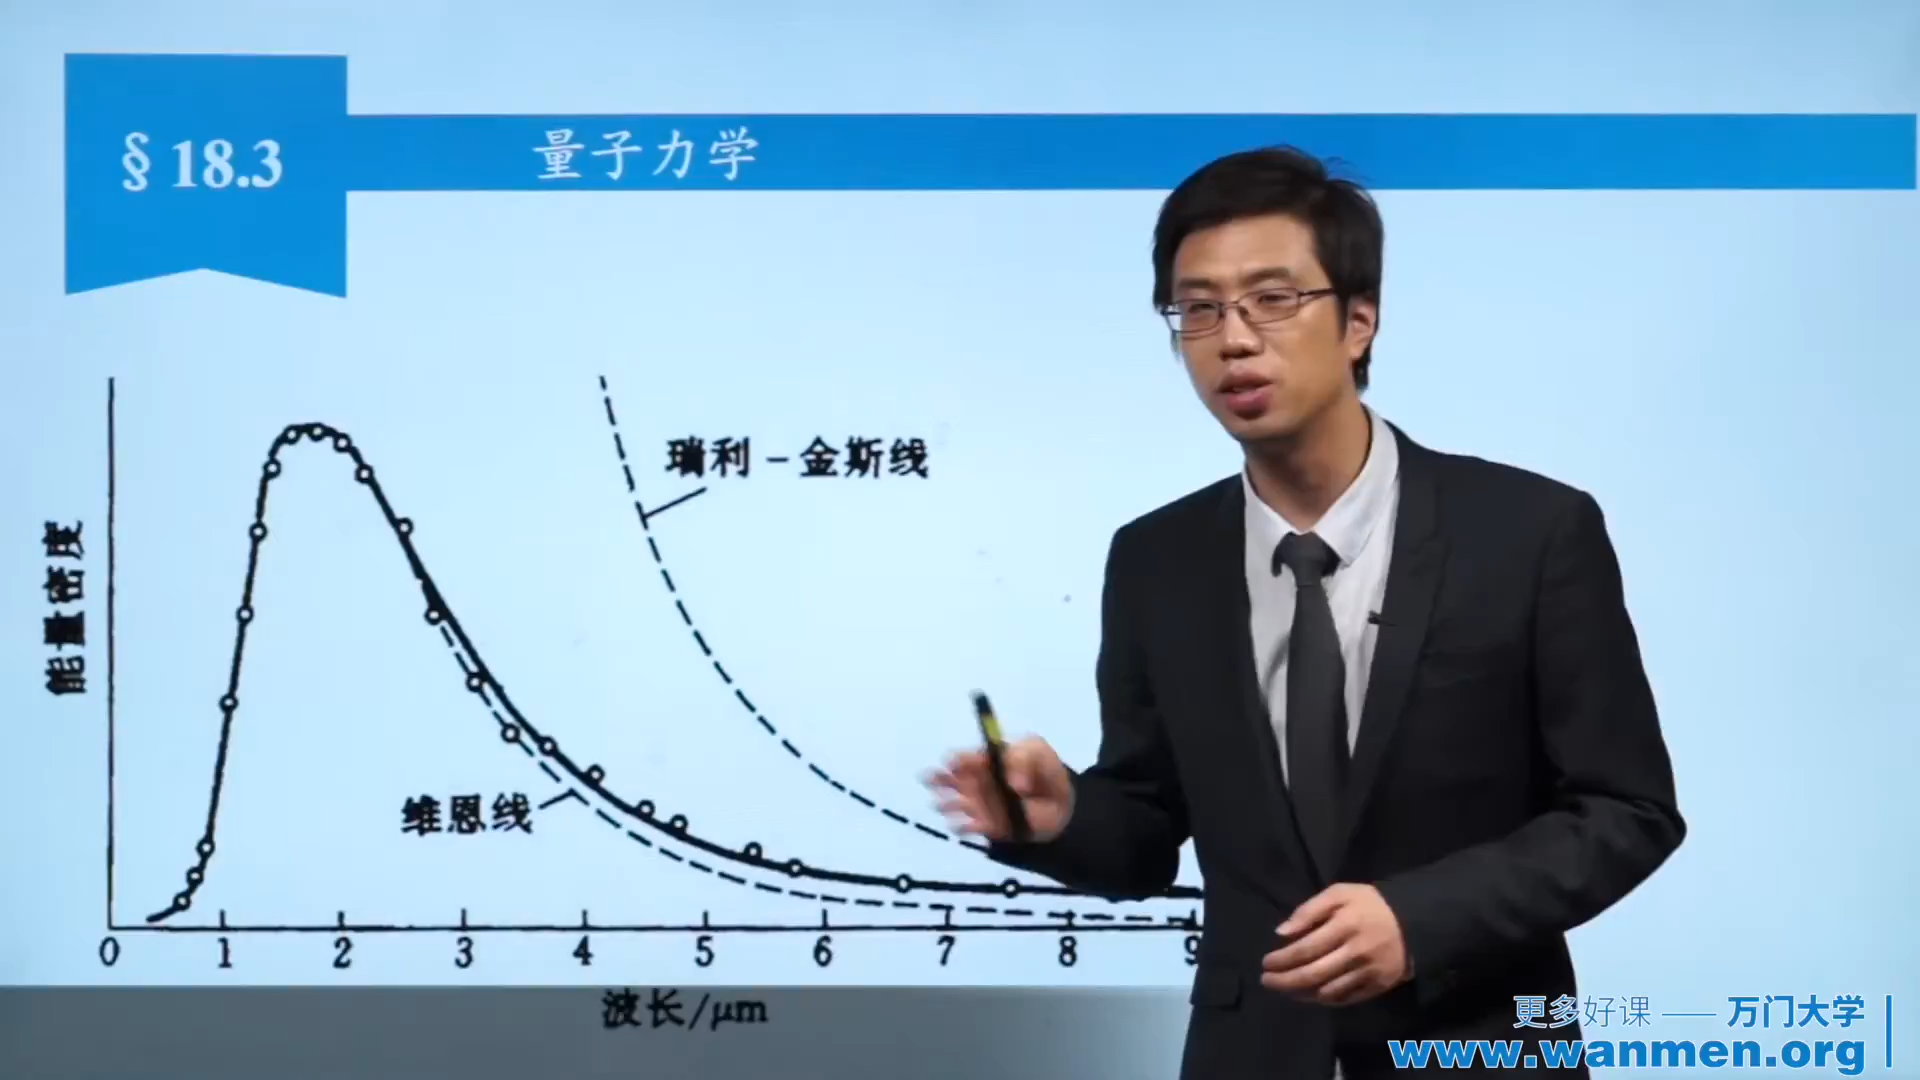 § 18.3
量子力学
瑞利－金斯线
能量密度
维恩线
0 1 2 3 4 5 6 7 8 9
波长/μm
更多好课 —— 万门大学
www.wanmen.org